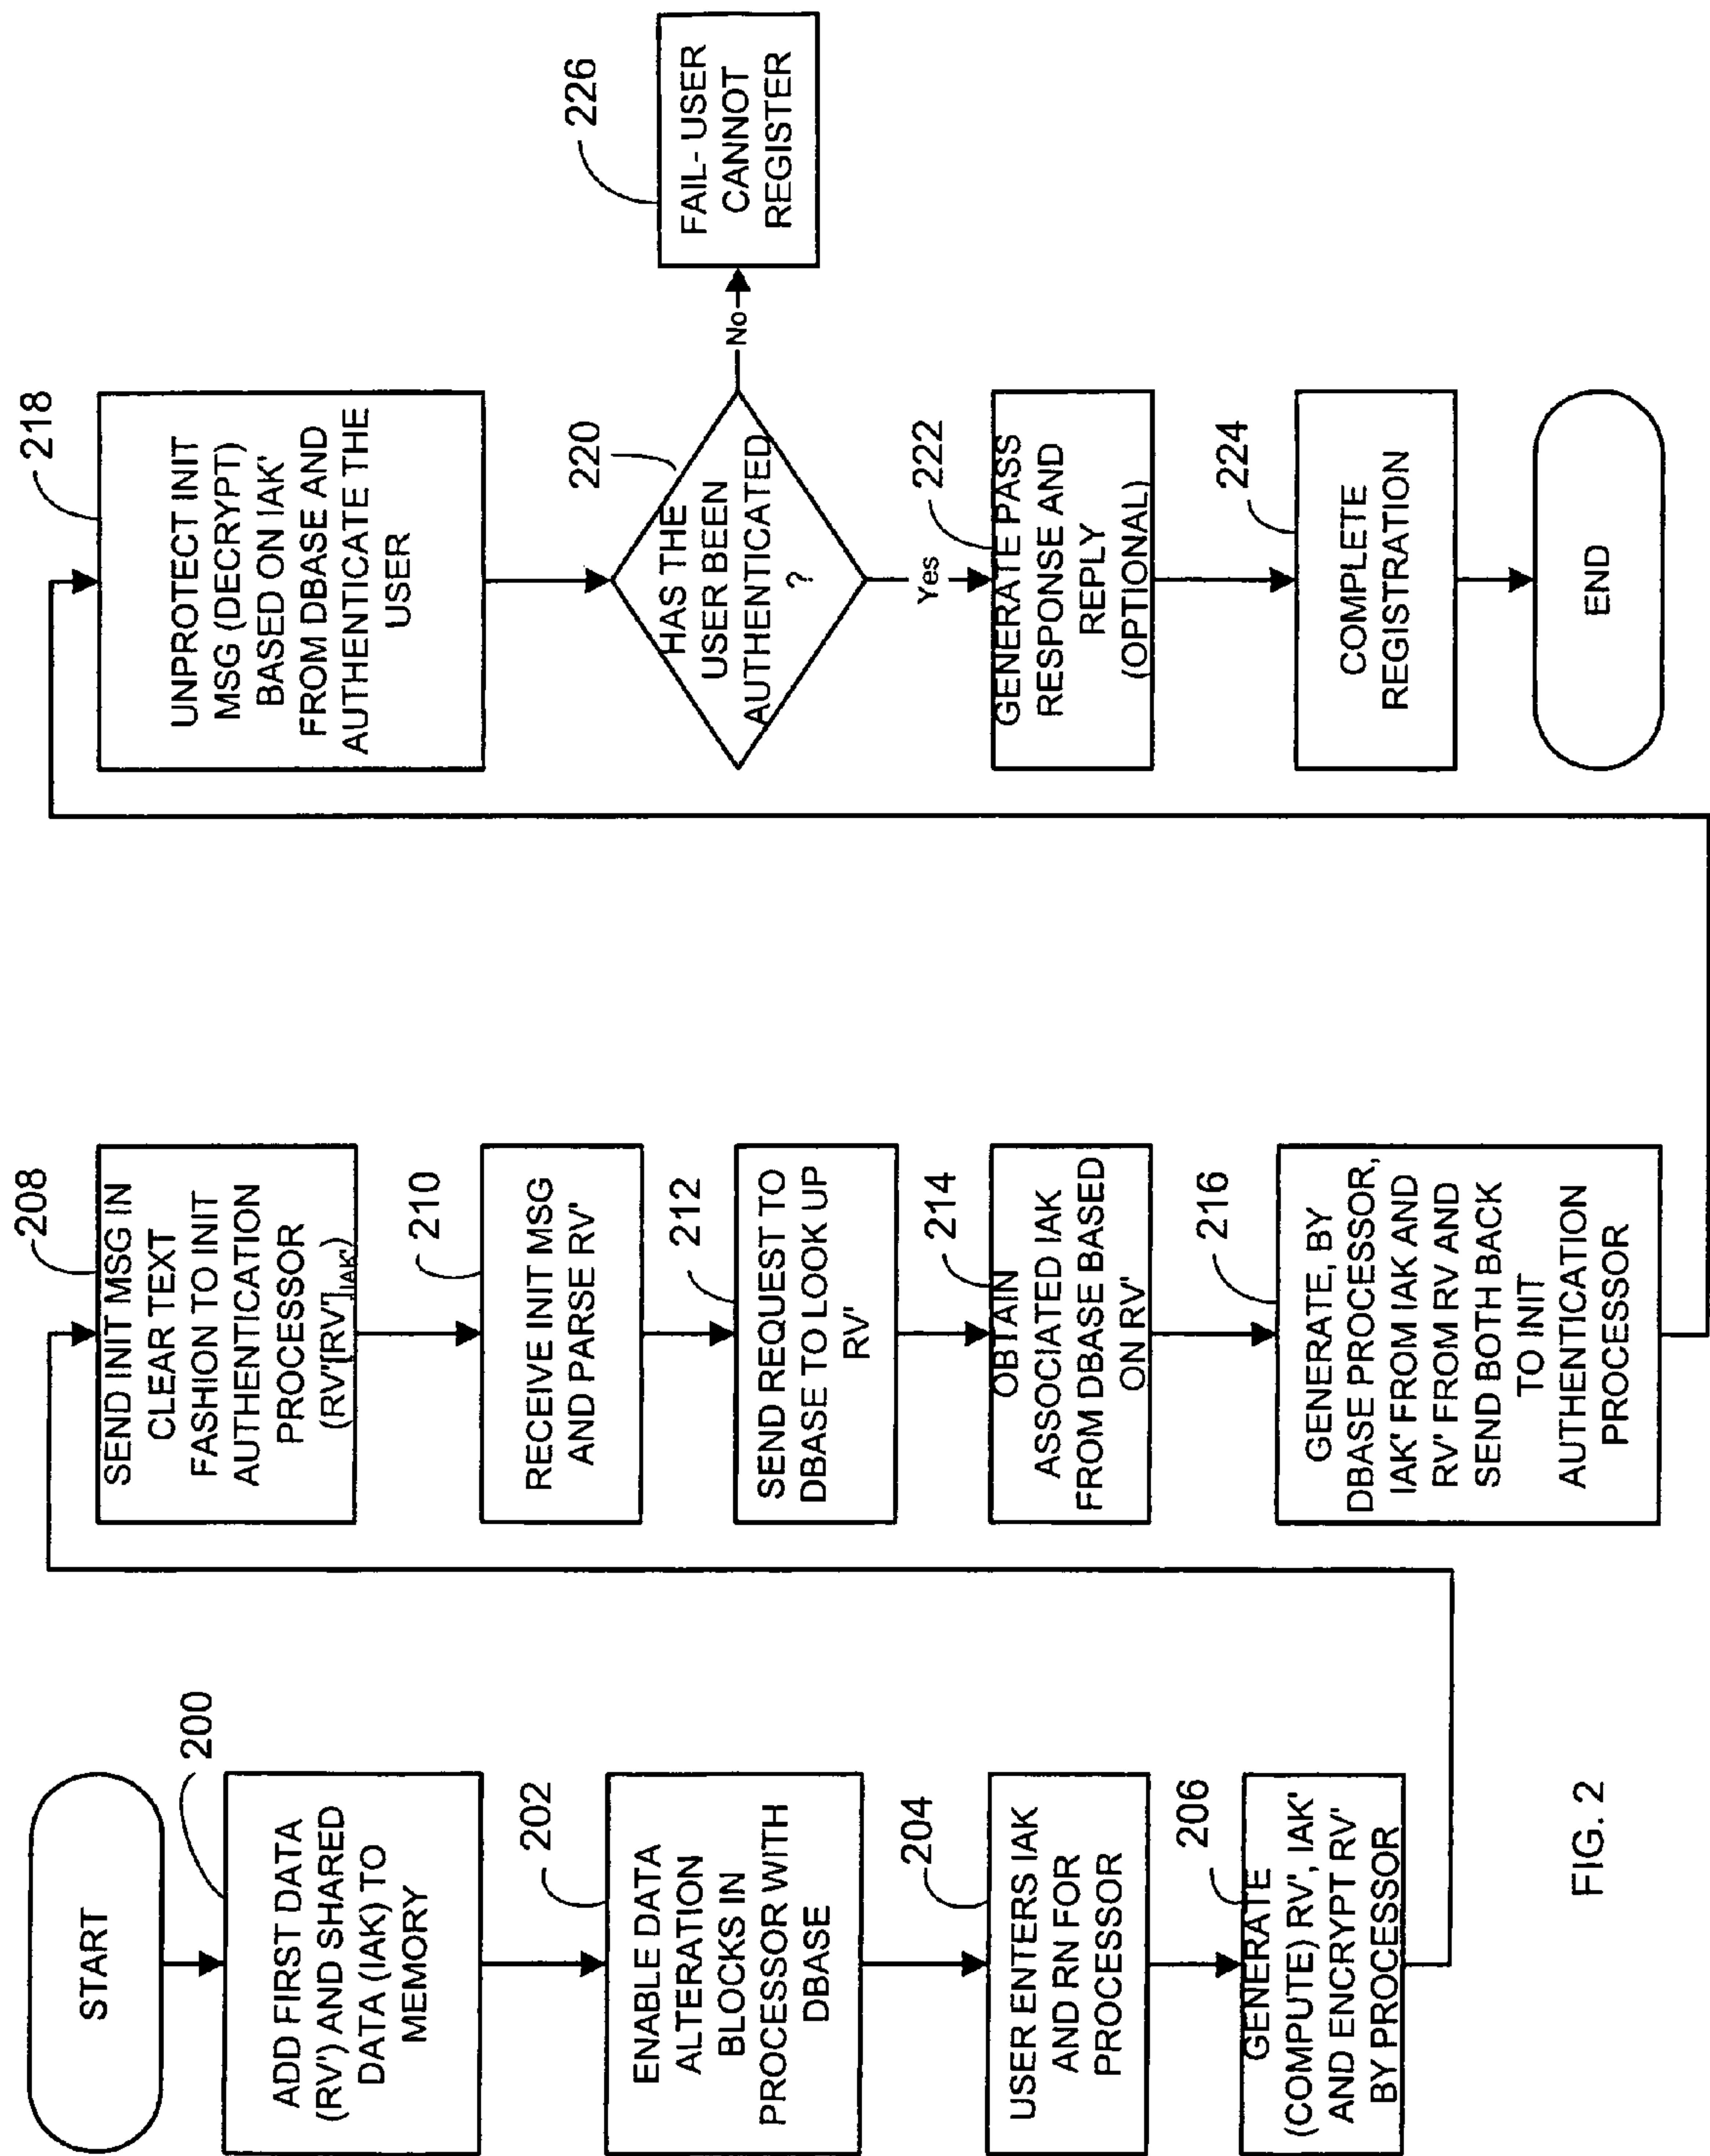 START
200
ADD FIRST DATA
(RV') AND SHARED
DATA (IAK) TO
MEMORY
202
ENABLE DATA
ALTERATION
BLOCKS IN
PROCESSOR WITH
DBASE
204
USER ENTERS IAK
AND RN FOR
PROCESSOR
206
GENERATE
(COMPUTE) RV', IAK'
AND ENCRYPT RV'
BY PROCESSOR
208
SEND INIT MSG IN
CLEAR TEXT
FASHION TO INIT
AUTHENTICATION
PROCESSOR
(RV'[RV']IAK')
210
RECEIVE INIT MSG
AND PARSE RV'
212
SEND REQUEST TO
DBASE TO LOOK UP
RV'
214
OBTAIN
ASSOCIATED IAK
FROM DBASE BASED
ON RV'
216
GENERATE, BY
DBASE PROCESSOR,
IAK' FROM IAK AND
RV' FROM RV AND
SEND BOTH BACK
TO INIT
AUTHENTICATION
PROCESSOR
218
UNPROTECT INIT
MSG (DECRYPT)
BASED ON IAK'
FROM DBASE AND
AUTHENTICATE THE
USER
220
HAS THE
USER BEEN
AUTHENTICATED
?
No
226
FAIL- USER
CANNOT
REGISTER
Yes
222
GENERATE PASS
RESPONSE AND
REPLY
(OPTIONAL)
224
COMPLETE
REGISTRATION
END
FIG. 2